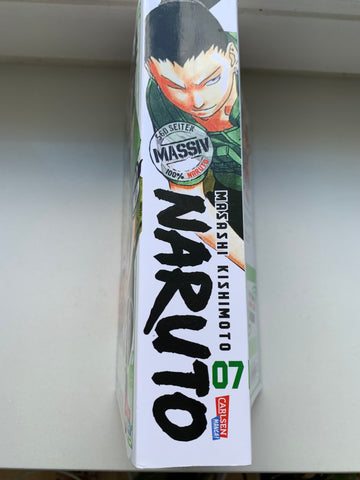 560 SEITEN
MASSIV
100% NARUTO
NARUTO
MASASHI KISHIMOTO
07
CARLSEN
MANGA!